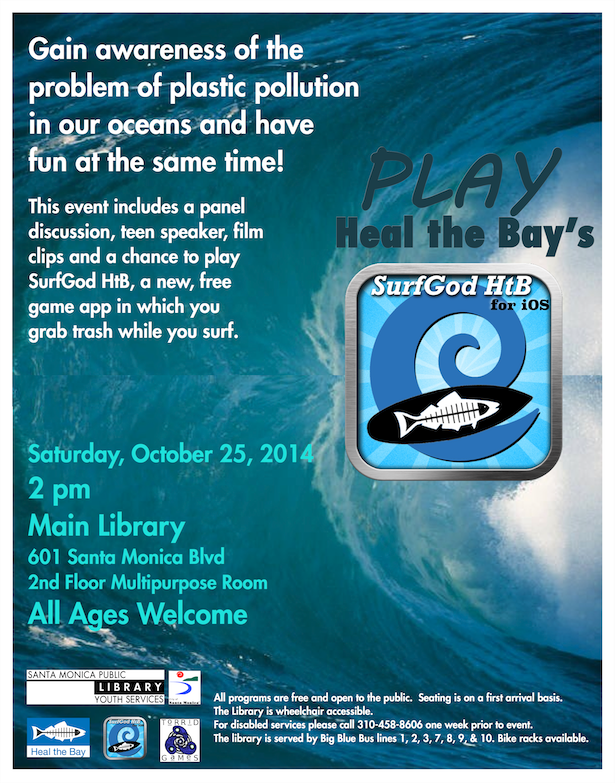 Gain awareness of the
problem of plastic pollution
in our oceans and have
fun at the same time!
This event includes a panel
discussion, teen speaker, film
clips and a chance to play
SurfGod HtB, a new, free
game app in which you
grab trash while you surf.
PLAY
Heal the Bay's
SurfGod HtB
for iOS
Saturday, October 25, 2014
2 pm
Main Library
601 Santa Monica Blvd
2nd Floor Multipurpose Room
All Ages Welcome
SANTA MONICA PUBLIC
LIBRARY
YOUTH SERVICES
Santa Monica
Heal the Bay
SurfGod HtB
TORRID
GAMES
All programs are free and open to the public. Seating is on a first arrival basis.
The Library is wheelchair accessible.
For disabled services please call 310-458-8606 one week prior to event.
The library is served by Big Blue Bus lines 1, 2, 3, 7, 8, 9, & 10. Bike racks available.